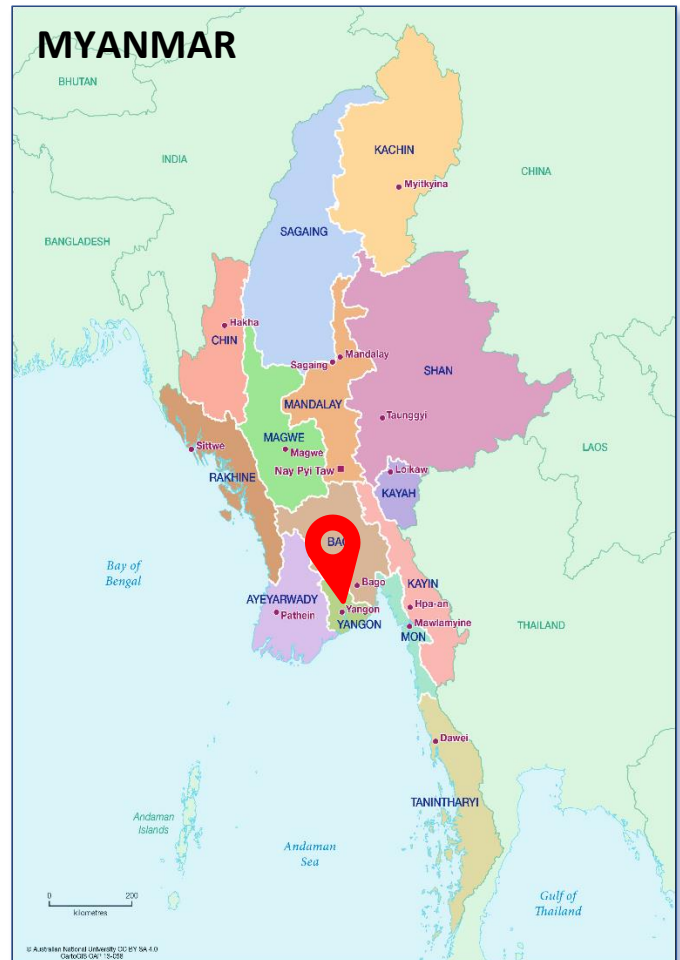 MYANMAR
BHUTAN
INDIA
CHINA
BANGLADESH
KACHIN
Myitkyina
SAGAING
Hakha
CHIN
Sagaing
Mandalay
SHAN
MANDALAY
Taunggyi
MAGWE
Magwe
Nay Pyi Taw
Sittwe
RAKHINE
Loikaw
KAYAH
LAOS
BAG
Bago
Bay of
Bengal
AYEYARWADY
Pathein
Yangon
YANGON
KAYIN
Hpa-an
Mawlamyine
MON
THAILAND
Dawei
TANINTHARYI
Andaman
Islands
Andaman
Sea
Gulf of
Thailand
0 200
kilometres
© Australian National University CC BY SA 4.0